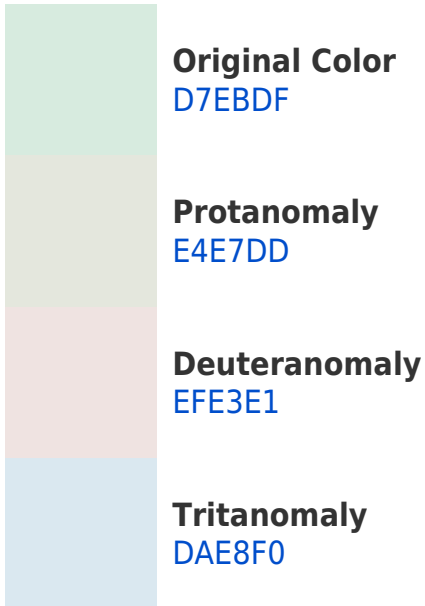 Original Color
D7EBDF
Protanomaly
E4E7DD
Deuteranomaly
EFE3E1
Tritanomaly
DAE8F0